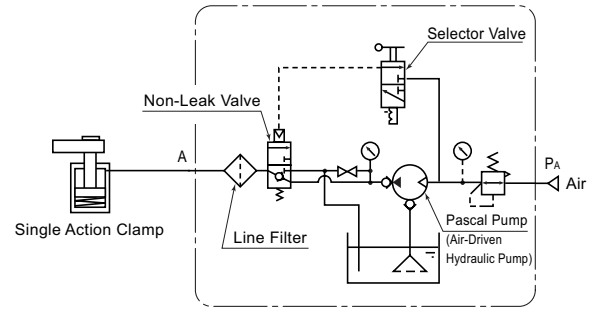 Selector Valve
Non-Leak Valve
A
PA
Air
Single Action Clamp
Line Filter
Pascal Pump
(Air-Driven
Hydraulic Pump)